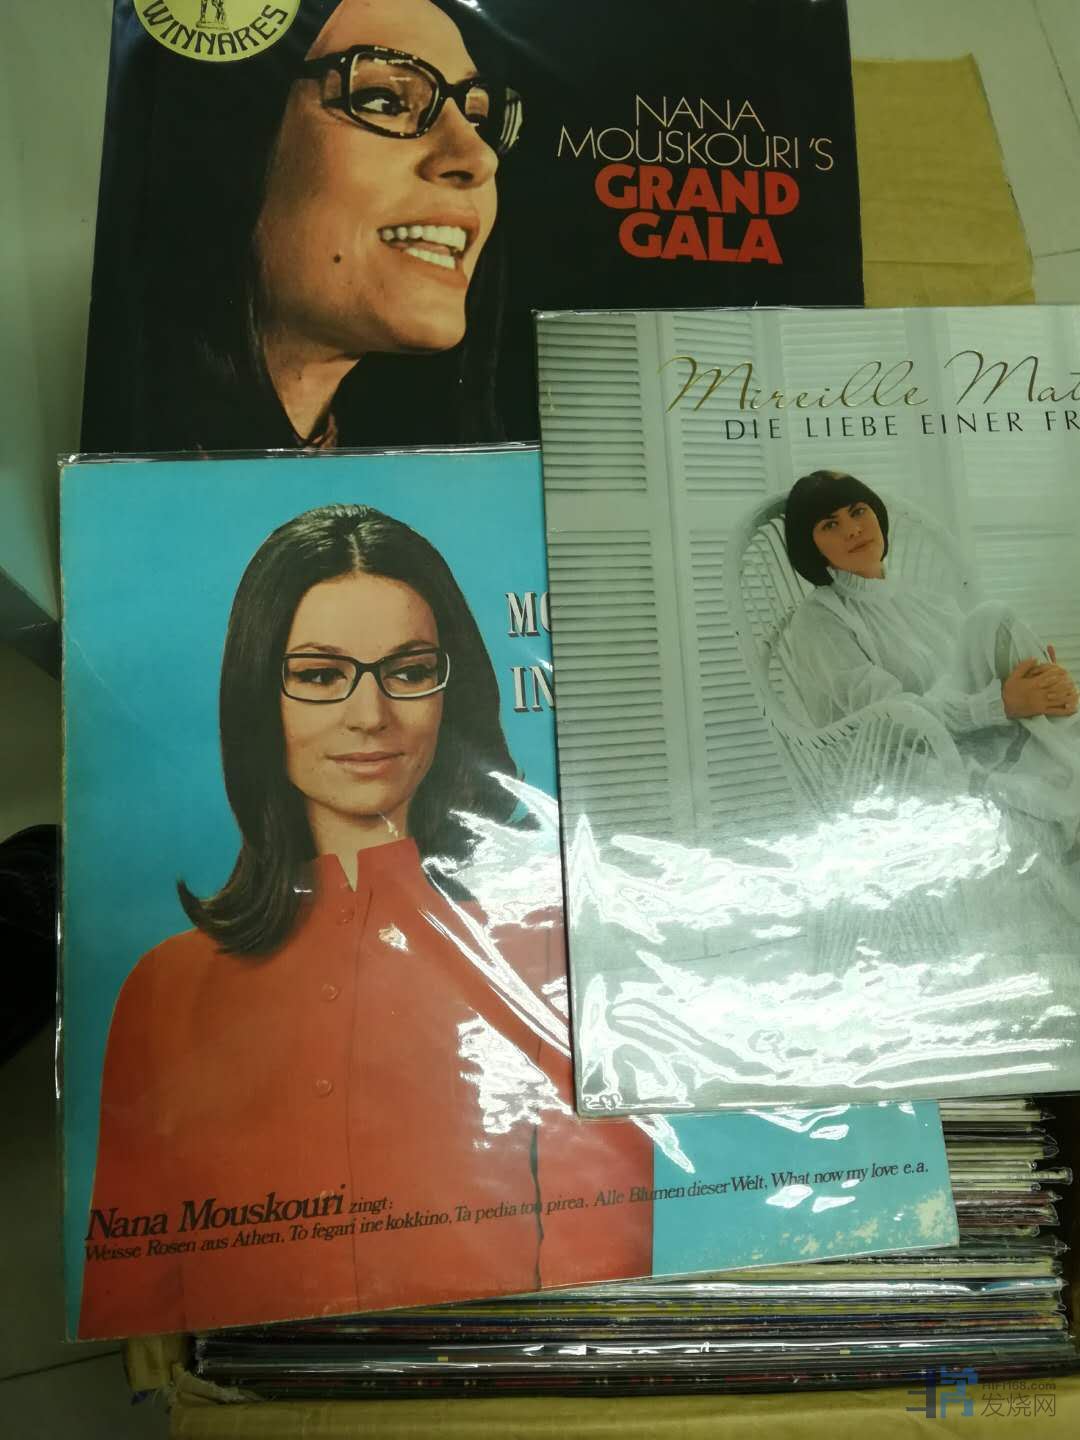 WINNARES
NANA
MOUSKOURI'S
GRAND
GALA
Mireille Mat
DIE LIEBE EINER FR
MO
IN
Nana Mouskouri zingt:
Weisse Rosen aus Athen. To fegari ine kokkino. Ta pedia tou pirea. Alle Blumen dieser Welt. What now my love e.a.
HIFI168.com
发烧网